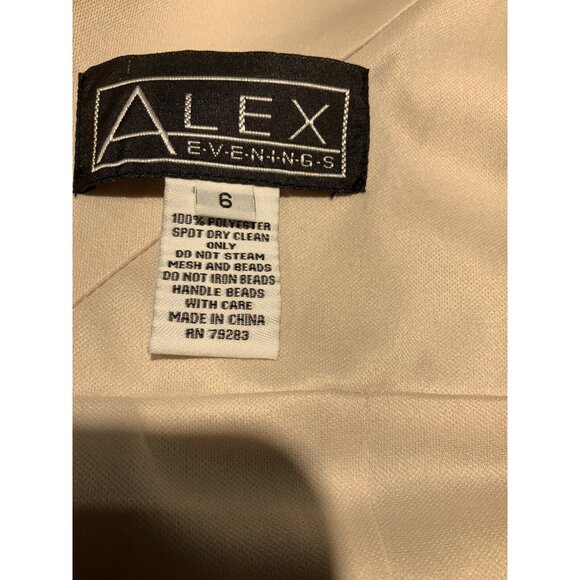 ALEX
E·V·E·N·I·N·G·S
6
100% POLYESTER
SPOT DRY CLEAN
ONLY
DO NOT STEAM
MESH AND BEADS
DO NOT IRON BEADS
HANDLE BEADS
WITH CARE
MADE IN CHINA
RN 79283